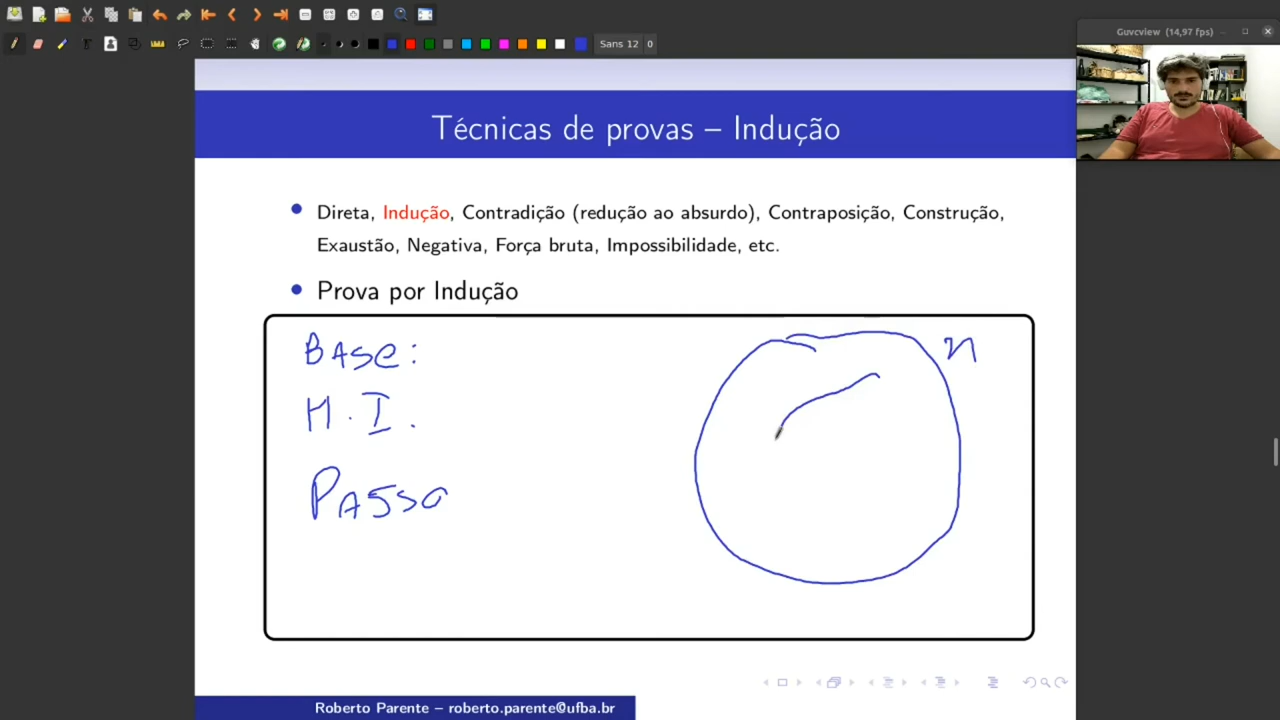 Sans 12
0
Guvcview (14,97 fps)
Técnicas de provas – Indução
Direta, Indução, Contradição (redução ao absurdo), Contraposição, Construção,
Exaustão, Negativa, Força bruta, Impossibilidade, etc.
Prova por Indução
BASE:
H.I.
PASSO
n
Roberto Parente – roberto.parente@ufba.br